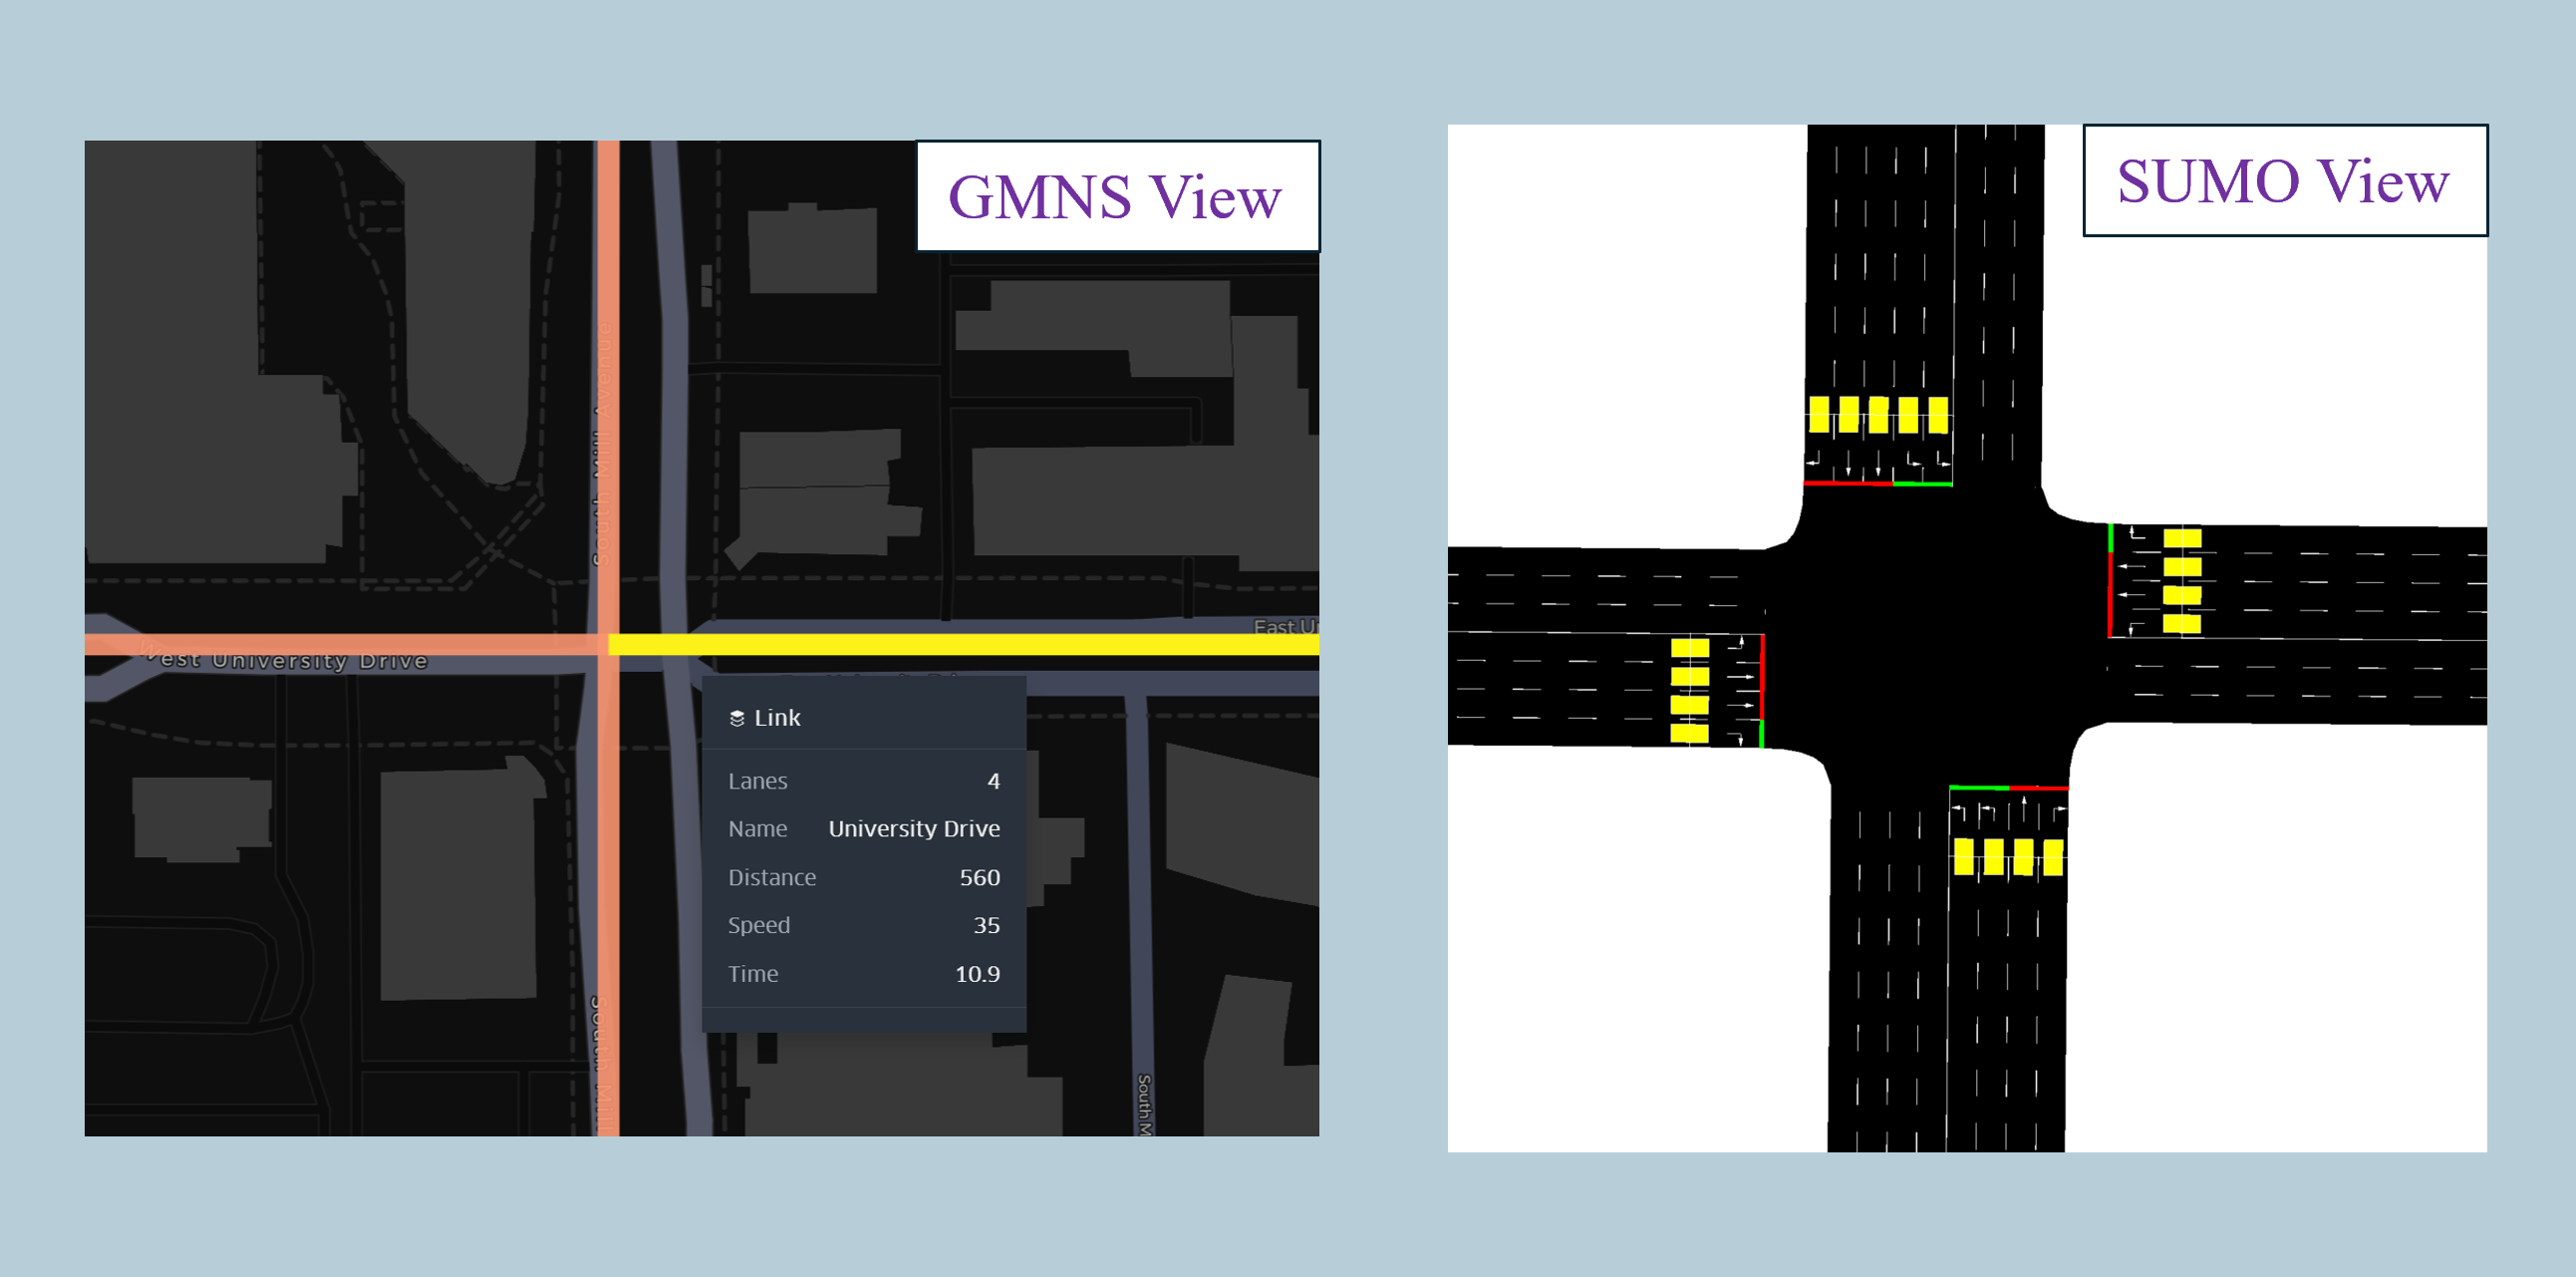 GMNS View
SUMO View
South Mill Avenue
East Un
West University Drive
Link
Lanes 4
Name University Drive
Distance 560
Speed 35
Time 10.9
South Mill
South M